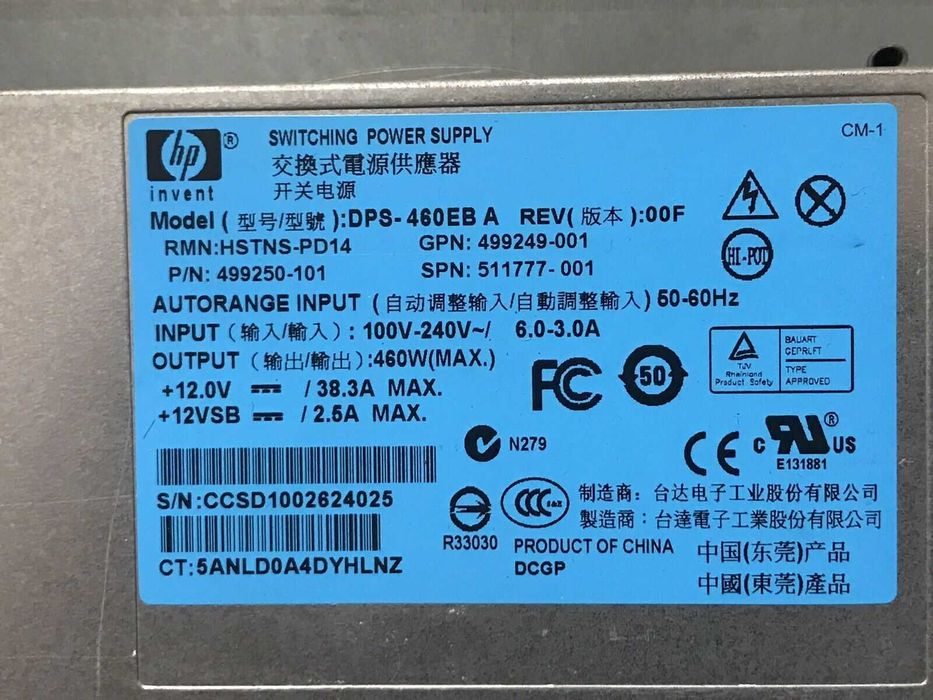 hp ®
invent
SWITCHING POWER SUPPLY
交換式電源供應器
开关电源
CM-1
Model ( 型号/型號 ):DPS- 460EB A REV( 版本 ):00F
RMN:HSTNS-PD14 GPN: 499249-001
P/N: 499250-101 SPN: 511777- 001
HI-POT
AUTORANGE INPUT (自动调整输入/自動調整輸入) 50-60Hz
INPUT (输入/輸入): 100V-240V~/ 6.0-3.0A
OUTPUT (输出/輸出):460W(MAX.)
+12.0V ⎓ / 38.3A MAX.
+12VSB ⎓ / 2.5A MAX.
FC
50
TÜV
Rheinland
Product Safety
BAUART
GEPRÜFT
TYPE
APPROVED
N279
CE
c RU ® US
E131881
S/N:CCSD1002624025
CT:5ANLD0A4DYHLNZ
R33030
CCC S&E
制造商: 台达电子工业股份有限公司
製造商: 台達電子工業股份有限公司
PRODUCT OF CHINA 中国(东莞)产品
DCGP 中國(東莞)產品